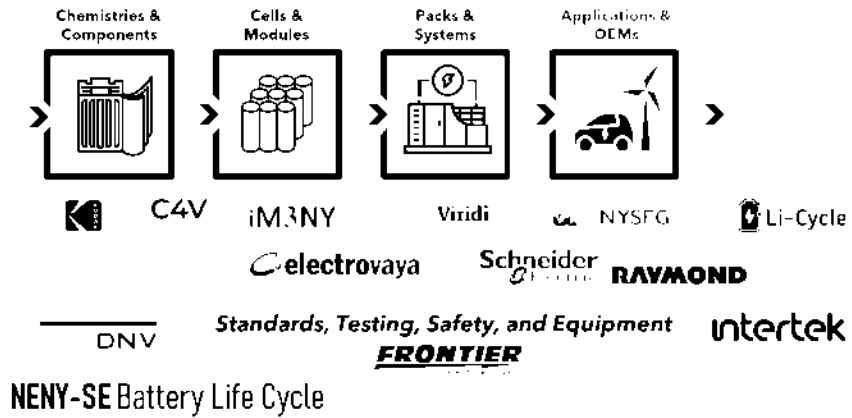 Chemistries & Components
Cells & Modules
Packs & Systems
Applications & OEMs
C4V
iM3NY
Viridi
NYSEG
Li-Cycle
electrovaya
Schneider
RAYMOND
DNV
Standards, Testing, Safety, and Equipment
intertek
FRONTIER
NENY-SE Battery Life Cycle